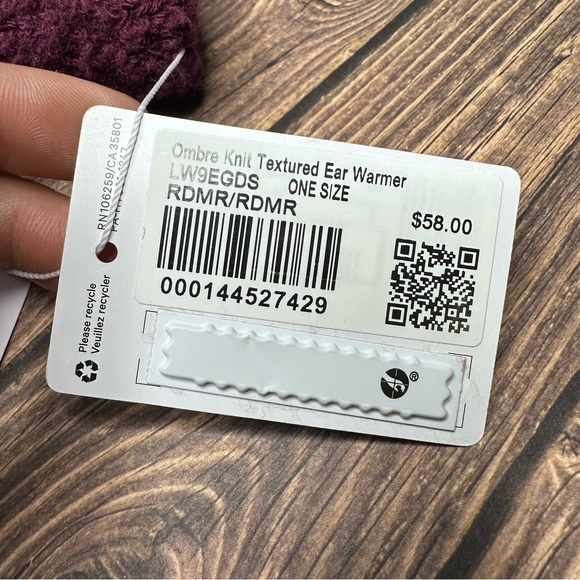 Ombre Knit Textured Ear Warmer
LW9EGDS ONE SIZE
RDMR/RDMR
$58.00
000144527429
RN106259/CA35801
Please recycle
Veuillez recycler
®